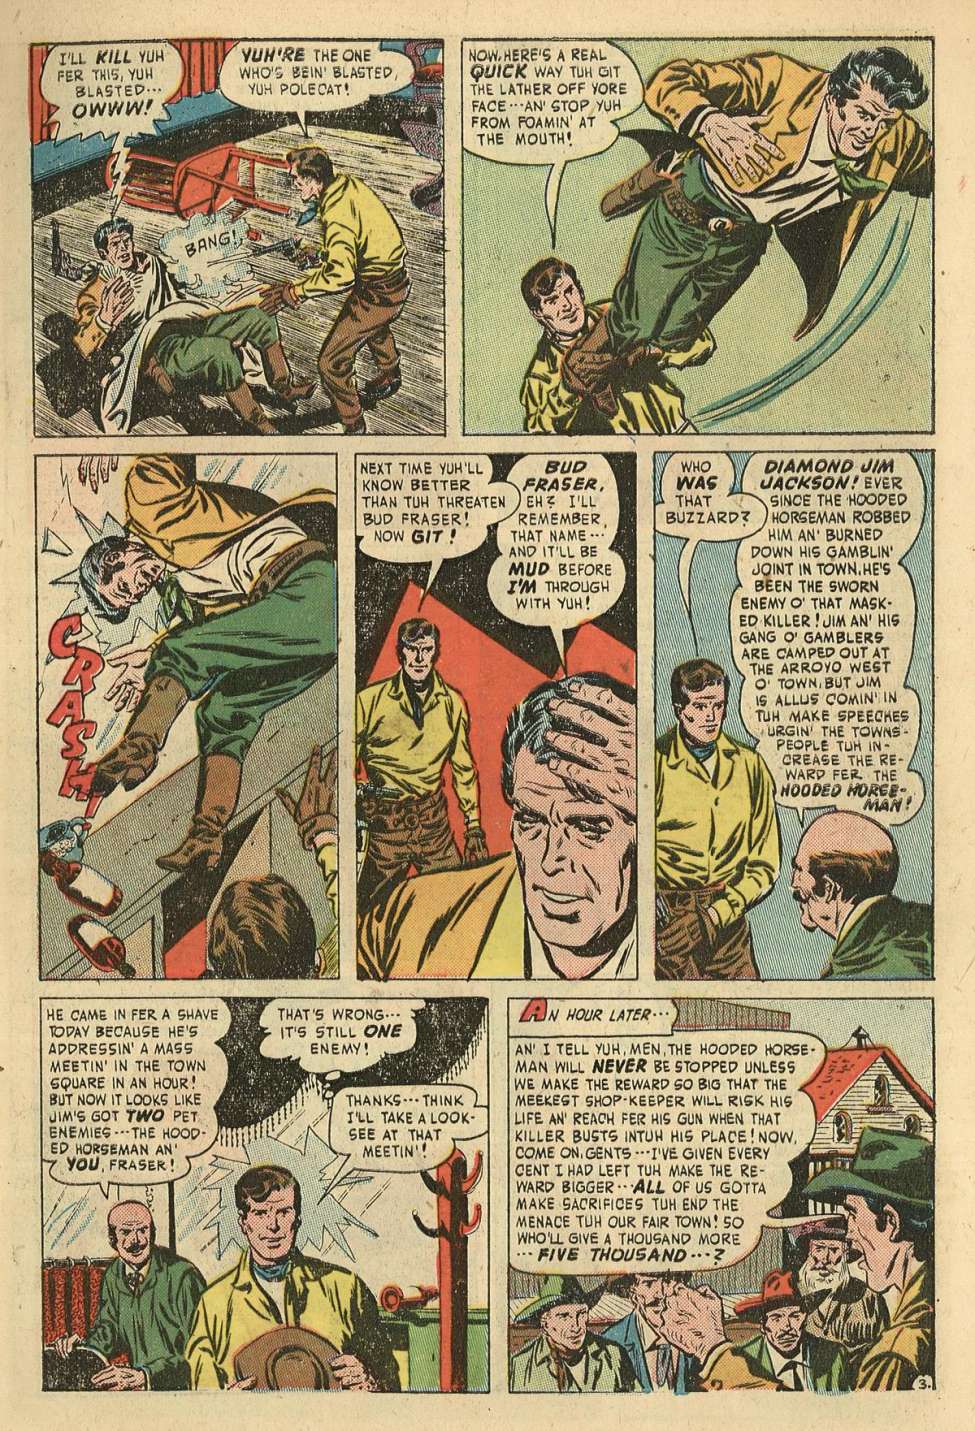 I'LL KILL YUH
FER THIS, YUH
BLASTED---
OWWW!
YUH'RE THE ONE
WHO'S BEIN' BLASTED,
YUH POLECAT!
BANG!
NOW, HERE'S A REAL
QUICK WAY TUH GIT
THE LATHER OFF YORE
FACE---AN' STOP YUH
FROM FOAMIN' AT
THE MOUTH!
CRASH!
NEXT TIME YUH'LL
KNOW BETTER
THAN TUH THREATEN
BUD FRASER!
NOW GIT!
BUD
FRASER,
EH? I'LL
REMEMBER
THAT NAME---
AND IT'LL BE
MUD BEFORE
I'M THROUGH
WITH YUH!
WHO
WAS
THAT
BUZZARD?
DIAMOND JIM
JACKSON! EVER
SINCE THE HOODED
HORSEMAN ROBBED
HIM AN' BURNED
DOWN HIS GAMBLIN'
JOINT IN TOWN, HE'S
BEEN THE SWORN
ENEMY O' THAT MASK-
ED KILLER! JIM AN' HIS
GANG O' GAMBLERS
ARE CAMPED OUT AT
THE ARROYO WEST
O' TOWN, BUT JIM
IS ALLUS COMIN' IN
TUH MAKE SPEECHES
URGIN' THE TOWNS-
PEOPLE TUH IN-
CREASE THE RE-
WARD FER THE
HOODED HORSE-
MAN!
HE CAME IN FER A SHAVE
TODAY BECAUSE HE'S
ADDRESSIN' A MASS
MEETIN' IN THE TOWN
SQUARE IN AN HOUR!
BUT NOW IT LOOKS LIKE
JIM'S GOT TWO PET
ENEMIES---THE HOOD-
ED HORSEMAN AN'
YOU, FRASER!
THAT'S WRONG---
IT'S STILL ONE
ENEMY!
THANKS---THINK
I'LL TAKE A LOOK-
SEE AT THAT
MEETIN'!
AN HOUR LATER---
AN' I TELL YUH, MEN, THE HOODED HORSE-
MAN WILL NEVER BE STOPPED UNLESS
WE MAKE THE REWARD SO BIG THAT THE
MEEKEST SHOP-KEEPER WILL RISK HIS
LIFE AN' REACH FER HIS GUN WHEN THAT
KILLER BUSTS INTUH HIS PLACE! NOW,
COME ON, GENTS---I'VE GIVEN EVERY
CENT I HAD LEFT TUH MAKE THE RE-
WARD BIGGER---ALL OF US GOTTA
MAKE SACRIFICES TUH END THE
MENACE TUH OUR FAIR TOWN! SO
WHO'LL GIVE A THOUSAND MORE
---FIVE THOUSAND---?
3.